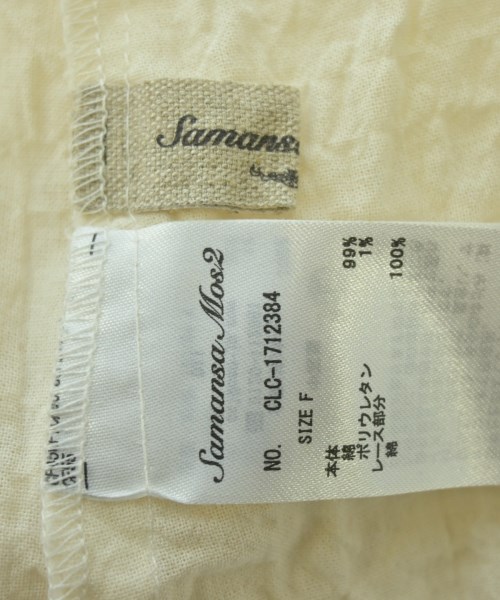 Samansa
Samansa Mos2
NO. CLC-1712384
SIZE F
本体
綿 99%
ポリウレタン 1%
レース部分
綿 100%